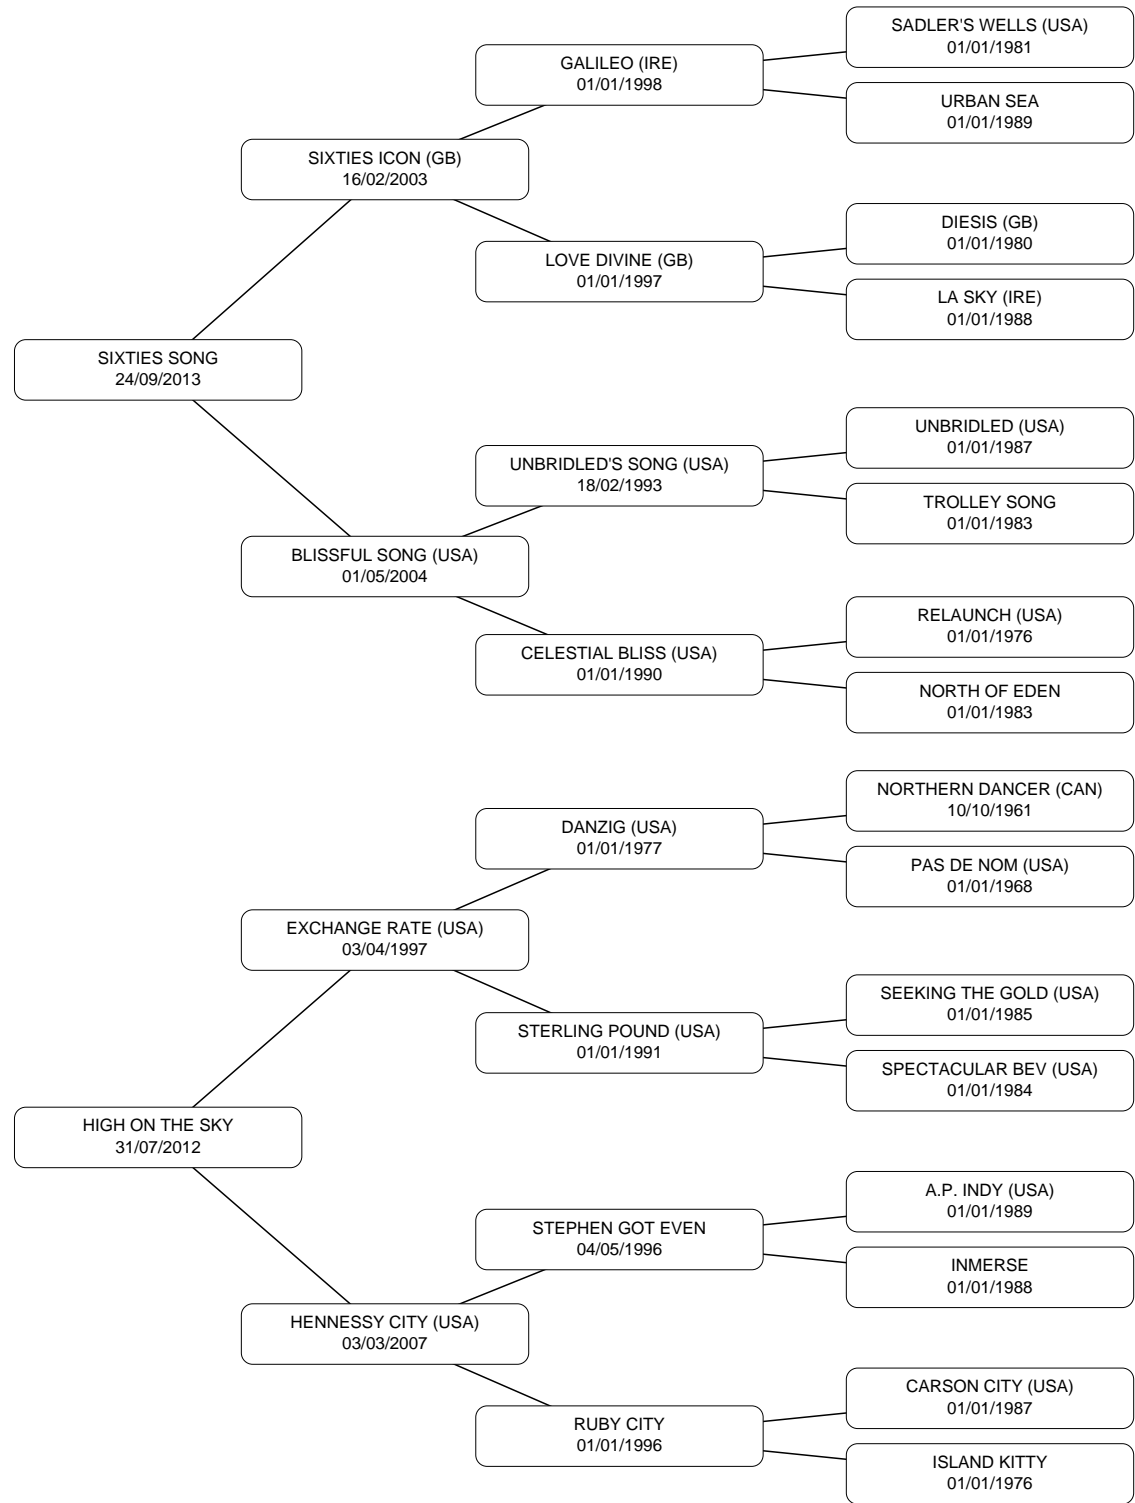 SADLER'S WELLS (USA)
01/01/1981
GALILEO (IRE)
01/01/1998
URBAN SEA
01/01/1989
SIXTIES ICON (GB)
16/02/2003
DIESIS (GB)
01/01/1980
LOVE DIVINE (GB)
01/01/1997
LA SKY (IRE)
01/01/1988
SIXTIES SONG
24/09/2013
UNBRIDLED (USA)
01/01/1987
UNBRIDLED'S SONG (USA)
18/02/1993
TROLLEY SONG
01/01/1983
BLISSFUL SONG (USA)
01/05/2004
RELAUNCH (USA)
01/01/1976
CELESTIAL BLISS (USA)
01/01/1990
NORTH OF EDEN
01/01/1983
NORTHERN DANCER (CAN)
10/10/1961
DANZIG (USA)
01/01/1977
PAS DE NOM (USA)
01/01/1968
EXCHANGE RATE (USA)
03/04/1997
SEEKING THE GOLD (USA)
01/01/1985
STERLING POUND (USA)
01/01/1991
SPECTACULAR BEV (USA)
01/01/1984
HIGH ON THE SKY
31/07/2012
A.P. INDY (USA)
01/01/1989
STEPHEN GOT EVEN
04/05/1996
INMERSE
01/01/1988
HENNESSY CITY (USA)
03/03/2007
CARSON CITY (USA)
01/01/1987
RUBY CITY
01/01/1996
ISLAND KITTY
01/01/1976